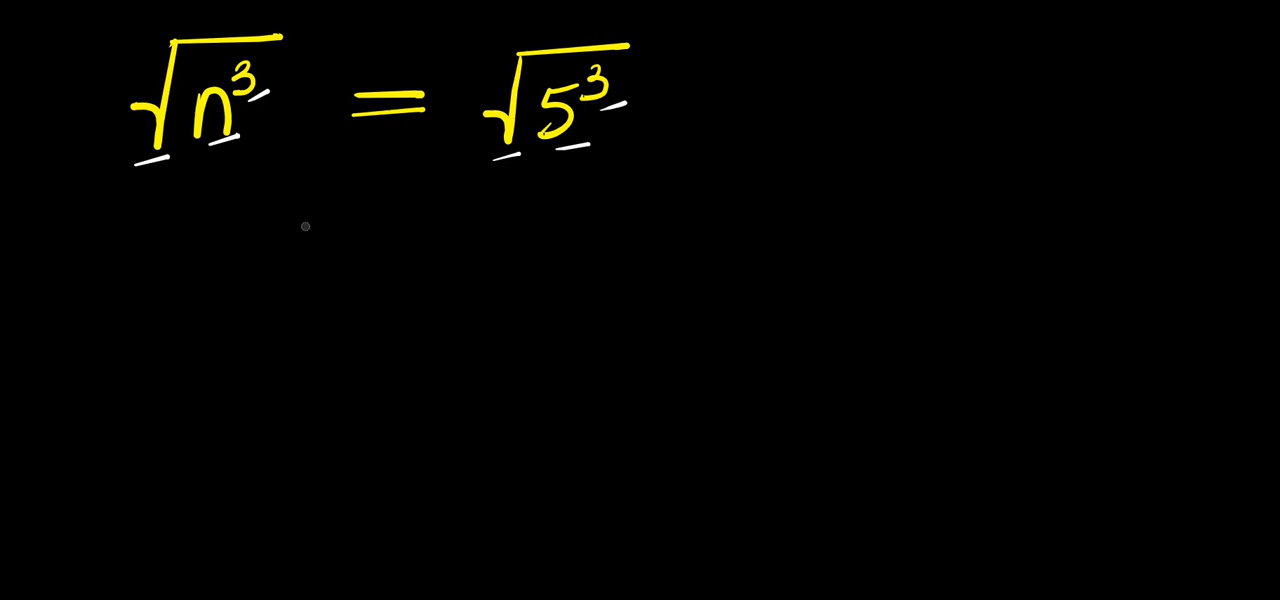 √n³ = √5³